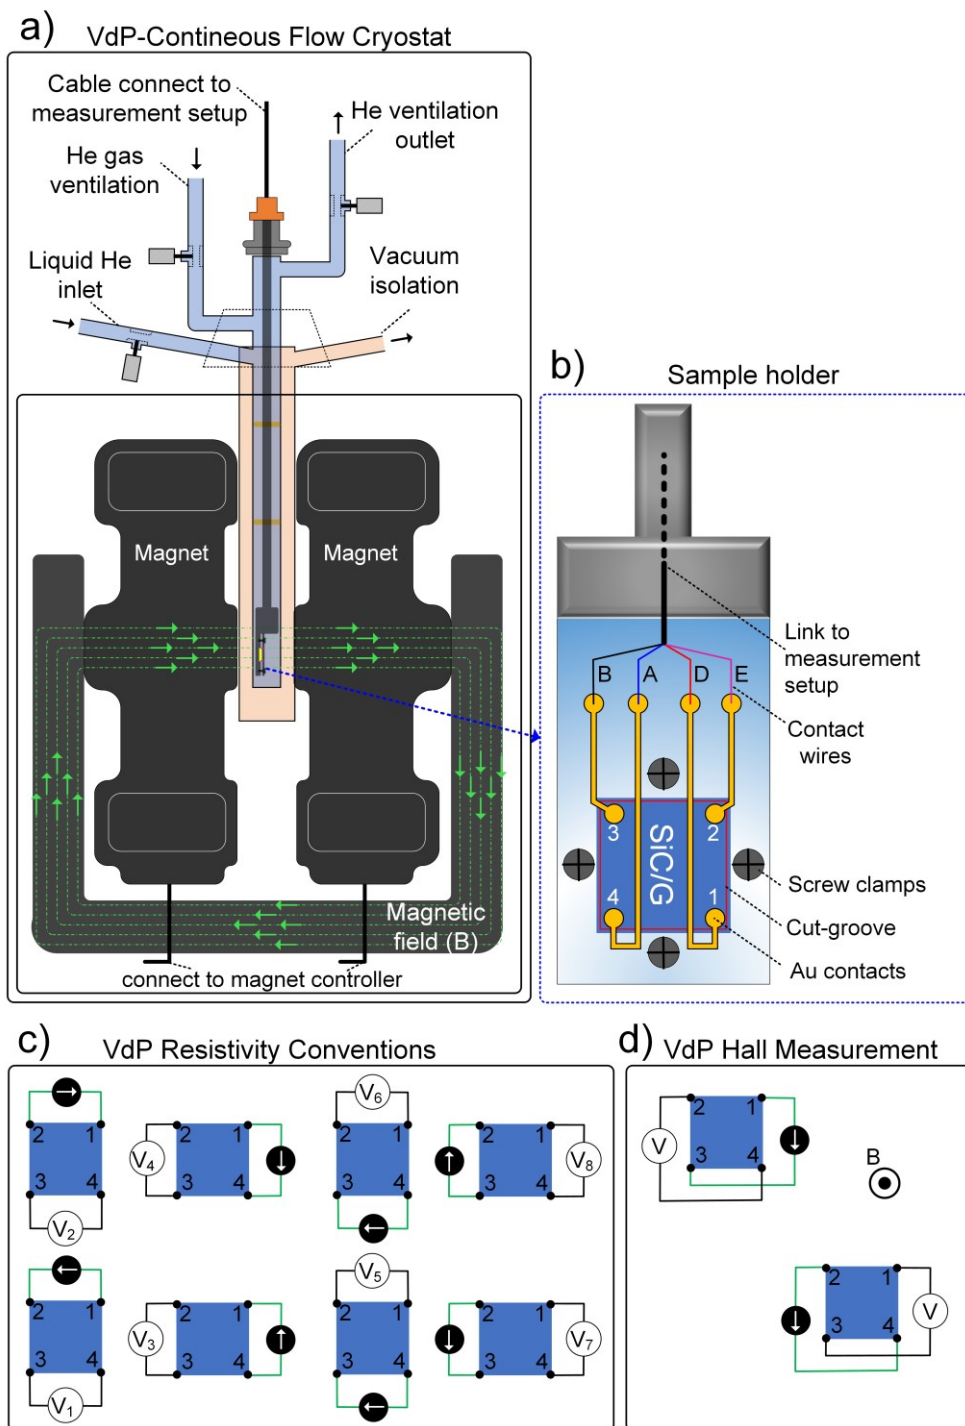 a)
VdP-Contineous Flow Cryostat
Cable connect to
measurement setup
He ventilation
outlet
He gas
ventilation
Liquid He
inlet
Vacuum
isolation
Magnet
Magnet
Magnetic
field (B)
connect to magnet controller
b)
Sample holder
Link to
measurement
setup
B A D E
Contact
wires
3 2
SiC/G
4 1
Screw clamps
Cut-groove
Au contacts
c)
VdP Resistivity Conventions
2 1
3 4
V2
V4
2 1
3 4
V6
2 1
3 4
2 1
3 4
V8
2 1
3 4
V1
V3
2 1
3 4
V5
2 1
3 4
2 1
3 4
V7
d)
VdP Hall Measurement
V
2 1
3 4
B
2 1
3 4
V